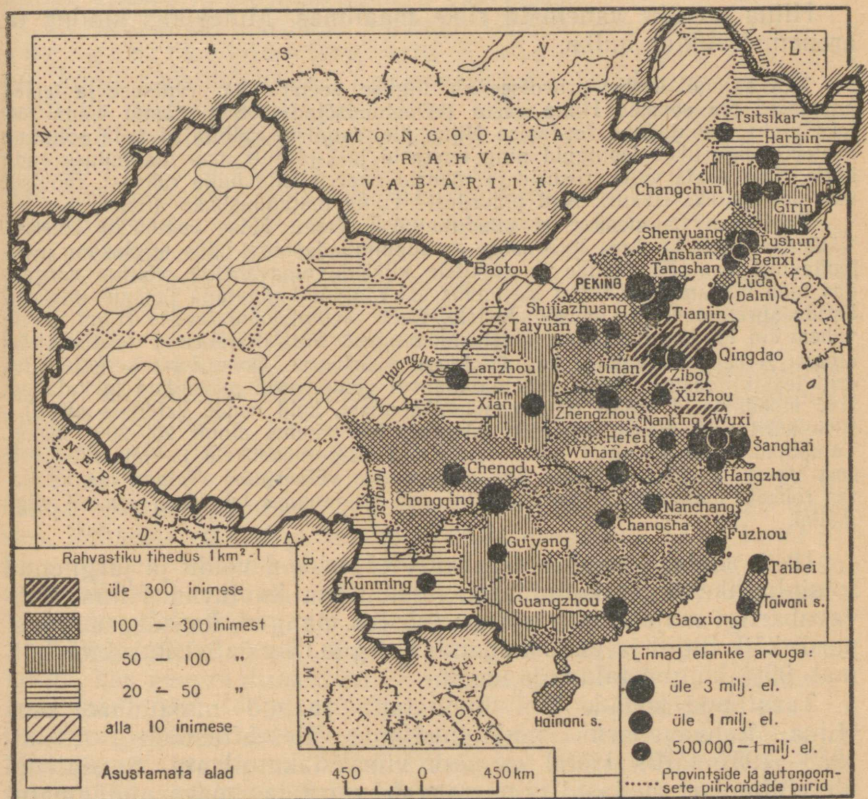 N
S
V
L
Amur
MONGOOLIA
RAHVA-
VABARIIK
Tsitsikar
Harbiin
Changchun
Girin
Shenyuang
Fushun
Anshan
Benxi
Baotou
PEKING
Tangshan
Lüda
(Dalni)
KOREA
Shijiazhuang
Tianjin
Taiyuan
Huanghe
Lanzhou
Jinan
Zibo
Qingdao
Xian
Zhengzhou
Xuzhou
Nanking
Wuxi
Hefei
Šanghai
Wuhan
Hangzhou
Chengdu
Jangtse
Chongqing
Nanchang
Changsha
NEPAAL
INDIA
BIRMA
Guiyang
Fuzhou
Kunming
Taibei
Guangzhou
Taivani s.
Gaoxiong
VIETNAM
LAOS
TAI
Hainani s.
Rahvastiku tihedus 1 km²-l
üle 300 inimese
100 – 300 inimest
50 – 100 "
20 – 50 "
alla 10 inimese
Asustamata alad
450 0 450 km
Linnad elanike arvuga:
üle 3 milj. el.
üle 1 milj. el.
500 000 – 1 milj. el.
Provintside ja autonoom-
sete piirkondade piirid